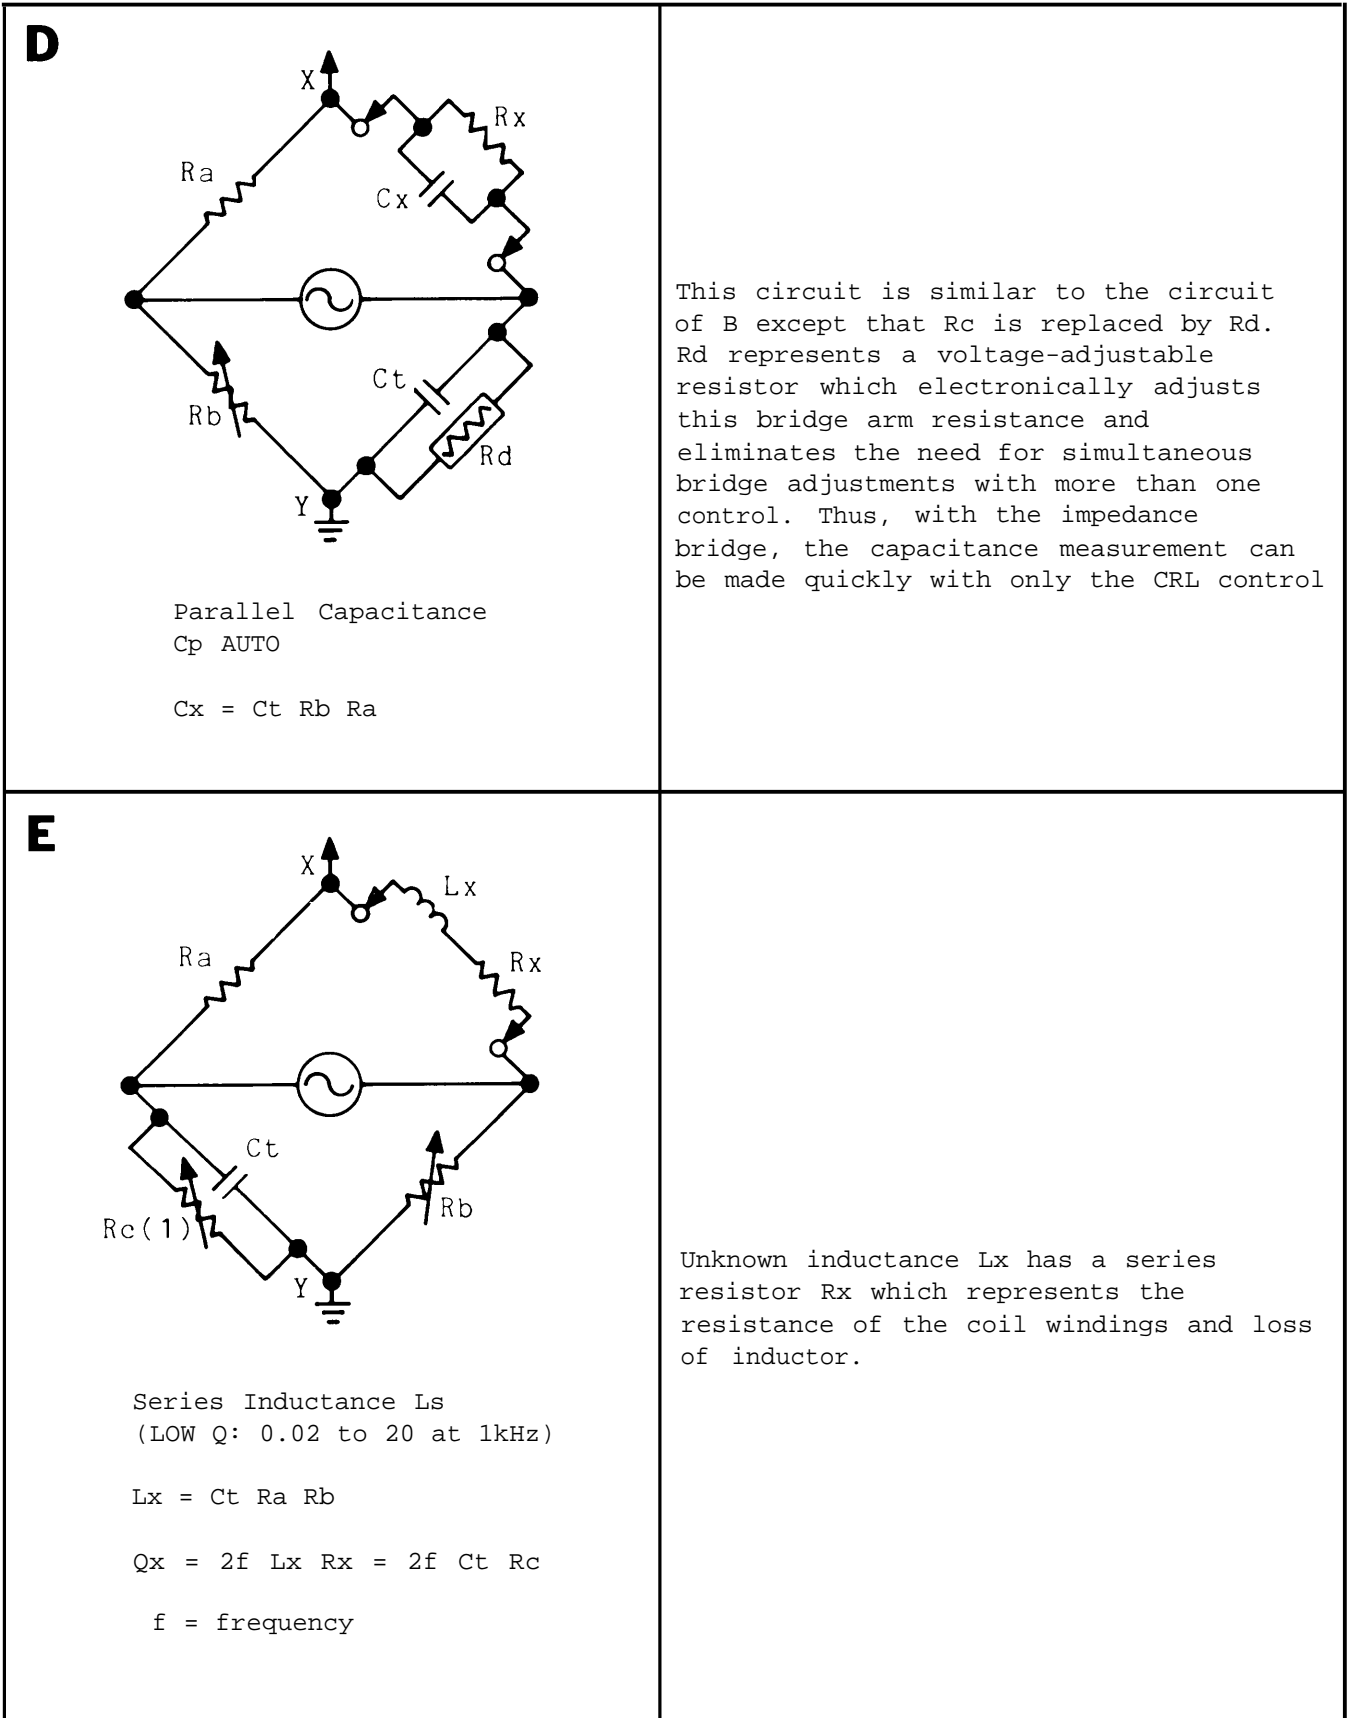 D
X
Rx
Ra
Cx
Ct
Rb
Rd
Y
Parallel Capacitance
Cp AUTO
Cx = Ct Rb Ra
This circuit is similar to the circuit
of B except that Rc is replaced by Rd.
Rd represents a voltage-adjustable
resistor which electronically adjusts
this bridge arm resistance and
eliminates the need for simultaneous
bridge adjustments with more than one
control. Thus, with the impedance
bridge, the capacitance measurement can
be made quickly with only the CRL control
E
X
Lx
Ra
Rx
Ct
Rc(1)
Rb
Y
Series Inductance Ls
(LOW Q: 0.02 to 20 at 1kHz)
Lx = Ct Ra Rb
Qx = 2f Lx Rx = 2f Ct Rc
f = frequency
Unknown inductance Lx has a series
resistor Rx which represents the
resistance of the coil windings and loss
of inductor.